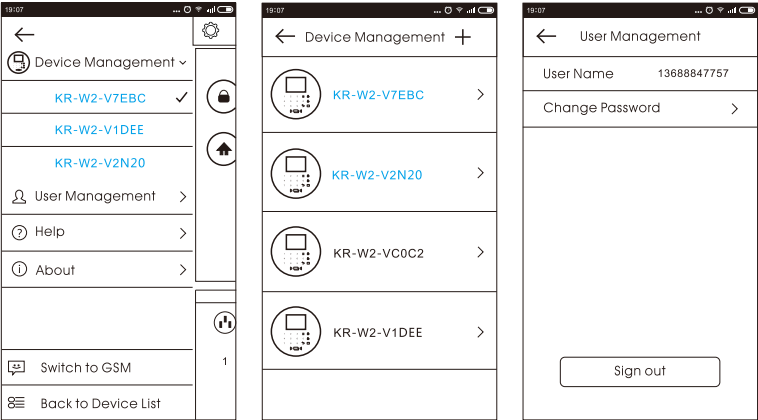 19:07
Device Management
KR-W2-V7EBC
KR-W2-V1DEE
KR-W2-V2N20
User Management
Help
About
1
Switch to GSM
Back to Device List
19:07
Device Management
KR-W2-V7EBC
KR-W2-V2N20
KR-W2-VC0C2
KR-W2-V1DEE
19:07
User Management
User Name 13688847757
Change Password
Sign out